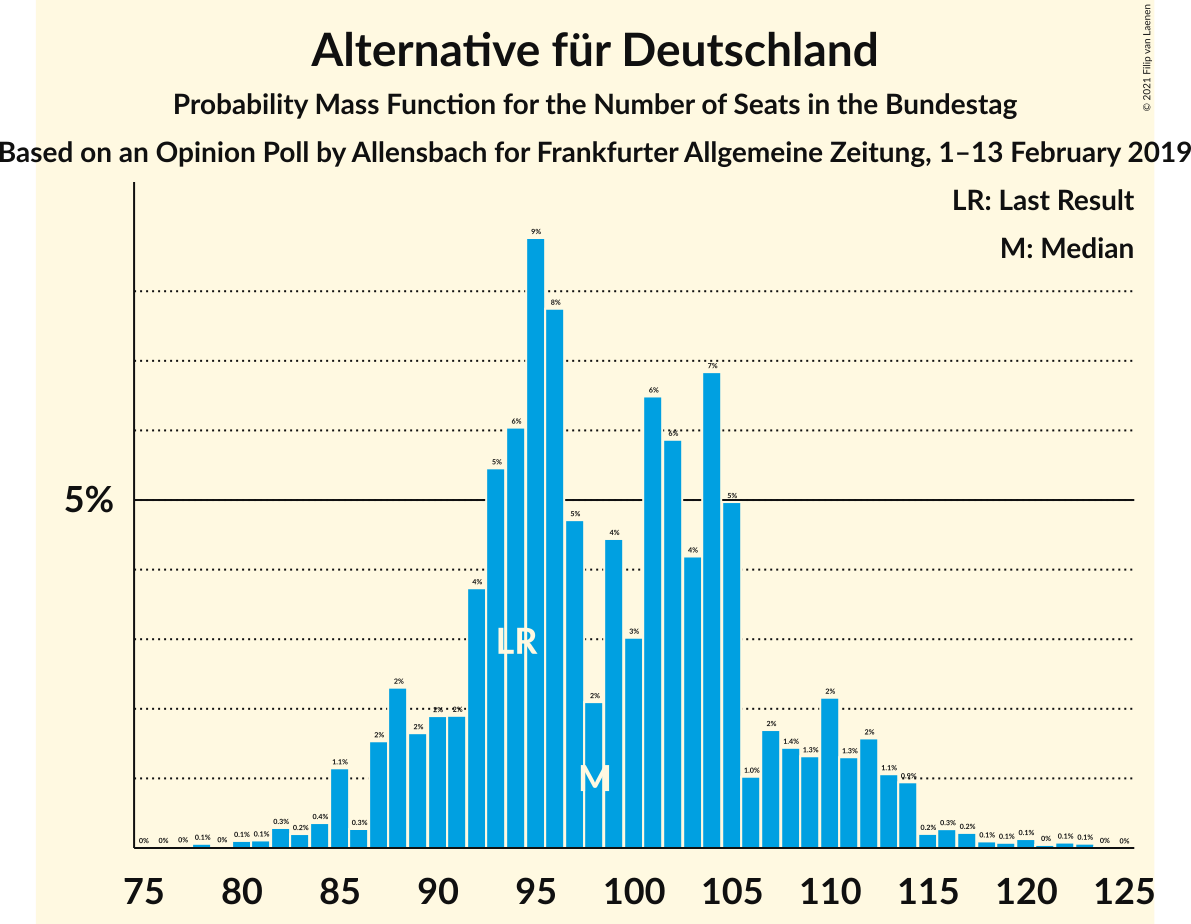 Alternative für Deutschland
Probability Mass Function for the Number of Seats in the Bundestag
Based on an Opinion Poll by Allensbach for Frankfurter Allgemeine Zeitung, 1–13 February 2019
© 2021 Filip van Laenen
LR: Last Result
M: Median
5%
0% 0% 0% 0.1% 0% 0.1% 0.1% 0.3% 0.2% 0.4% 1.1% 0.3% 2% 2% 2% 2% 2% 4% 5% 6% 9% 8% 5% 2% 4% 3% 6% 6% 4% 7% 5% 1.0% 2% 1.4% 1.3% 2% 1.3% 2% 1.1% 0.9% 0.2% 0.3% 0.2% 0.1% 0.1% 0.1% 0% 0.1% 0.1% 0% 0%
LR
M
75 80 85 90 95 100 105 110 115 120 125